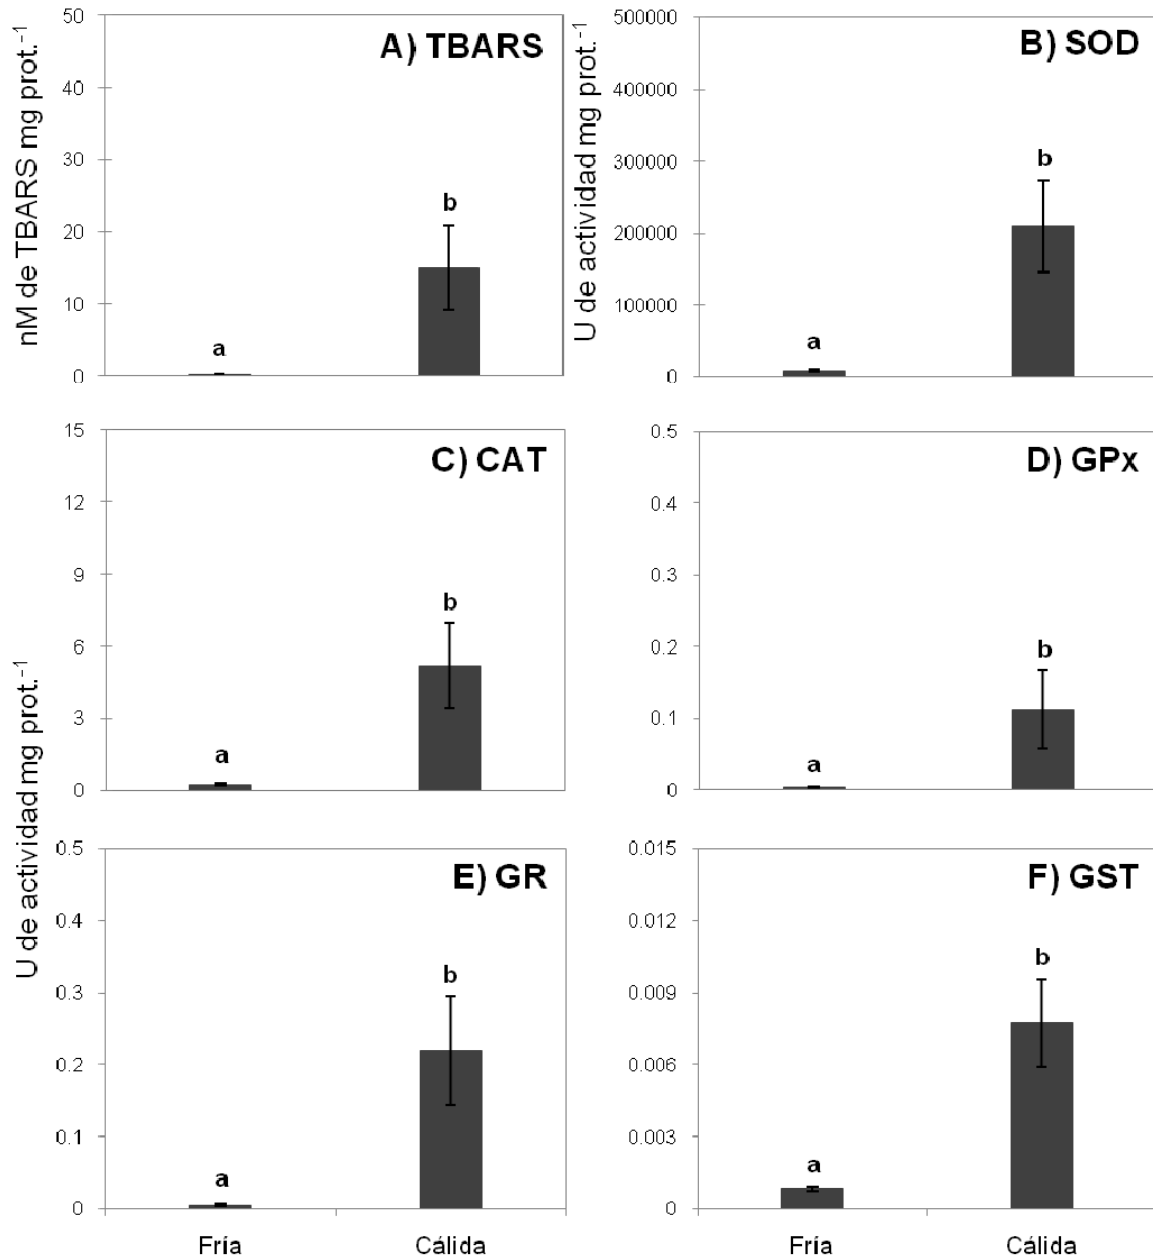 A) TBARS
nM de TBARS mg prot.⁻¹
50
40
30
20
10
0
a
b
B) SOD
U de actividad mg prot.⁻¹
500000
400000
300000
200000
100000
0
a
b
C) CAT
U de actividad mg prot.⁻¹
15
12
9
6
3
0
a
b
D) GPx
0.5
0.4
0.3
0.2
0.1
0
a
b
E) GR
0.5
0.4
0.3
0.2
0.1
0
a
b
Fría
Cálida
F) GST
0.015
0.012
0.009
0.006
0.003
0
a
b
Fría
Cálida